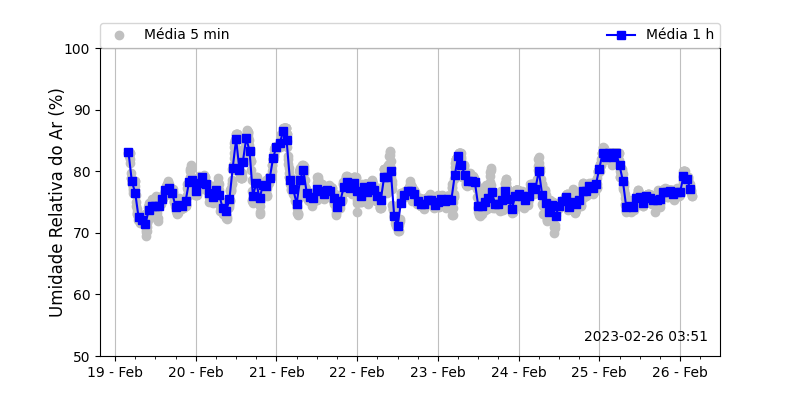 Média 5 min
Média 1 h
Umidade Relativa do Ar (%)
100
90
80
70
60
50
2023-02-26 03:51
19 - Feb
20 - Feb
21 - Feb
22 - Feb
23 - Feb
24 - Feb
25 - Feb
26 - Feb